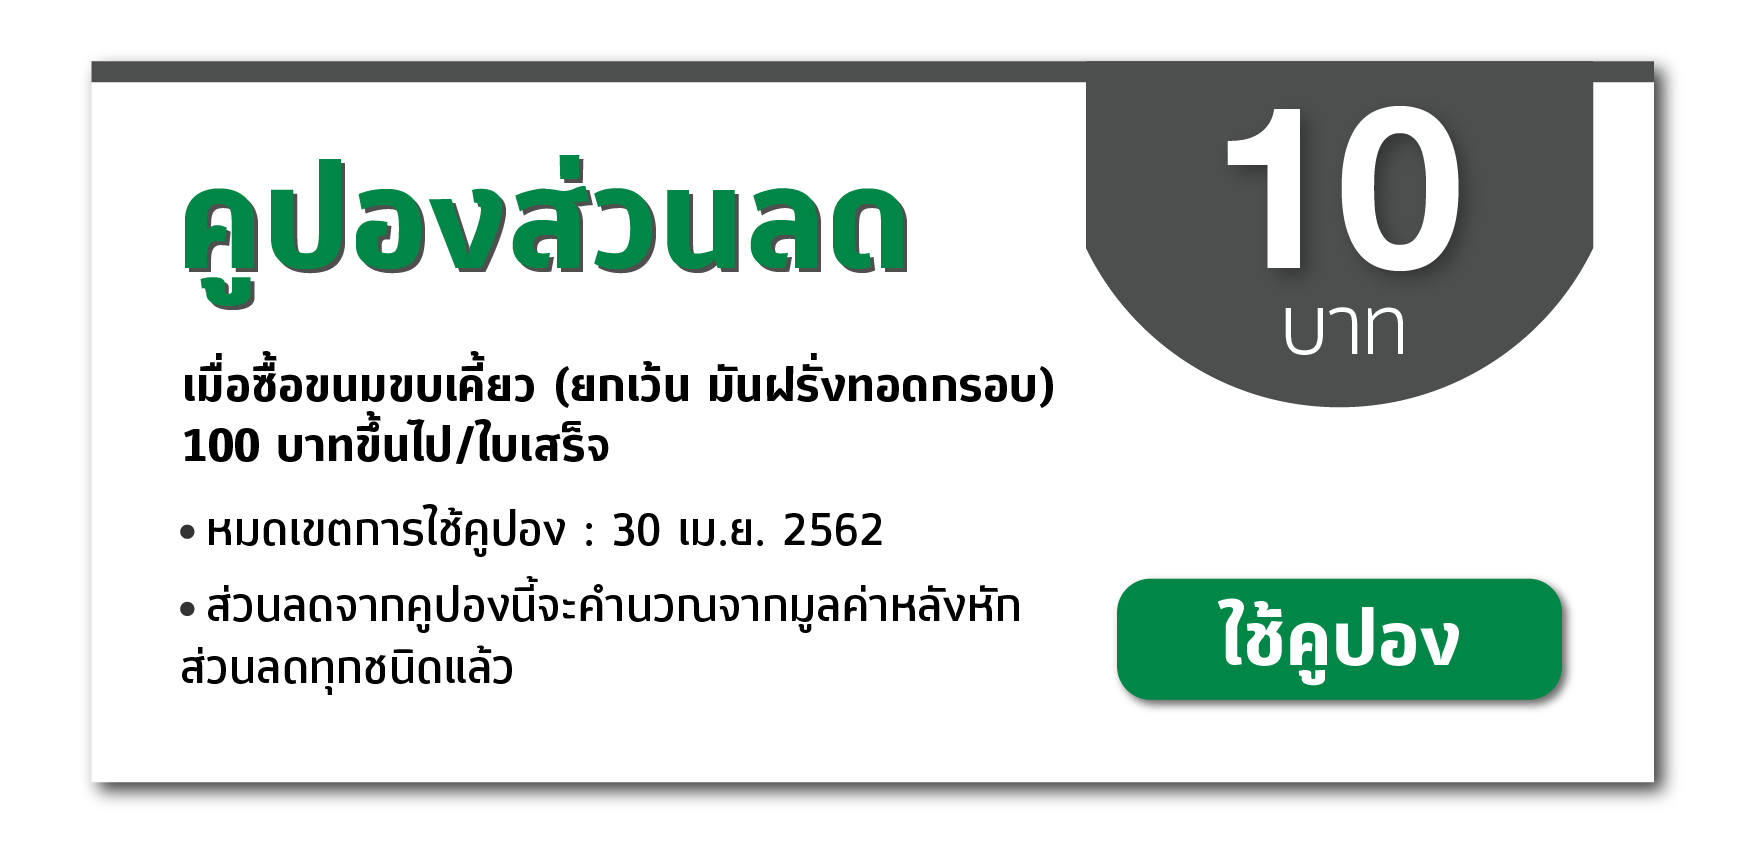 คูปองส่วนลด
10
บาท
เมื่อซื้อขนมขบเคี้ยว (ยกเว้น มันฝรั่งทอดกรอบ)
100 บาทขึ้นไป/ใบเสร็จ
• หมดเขตการใช้คูปอง : 30 เม.ย. 2562
• ส่วนลดจากคูปองนี้จะคำนวณจากมูลค่าหลังหัก
ส่วนลดทุกชนิดแล้ว
ใช้คูปอง